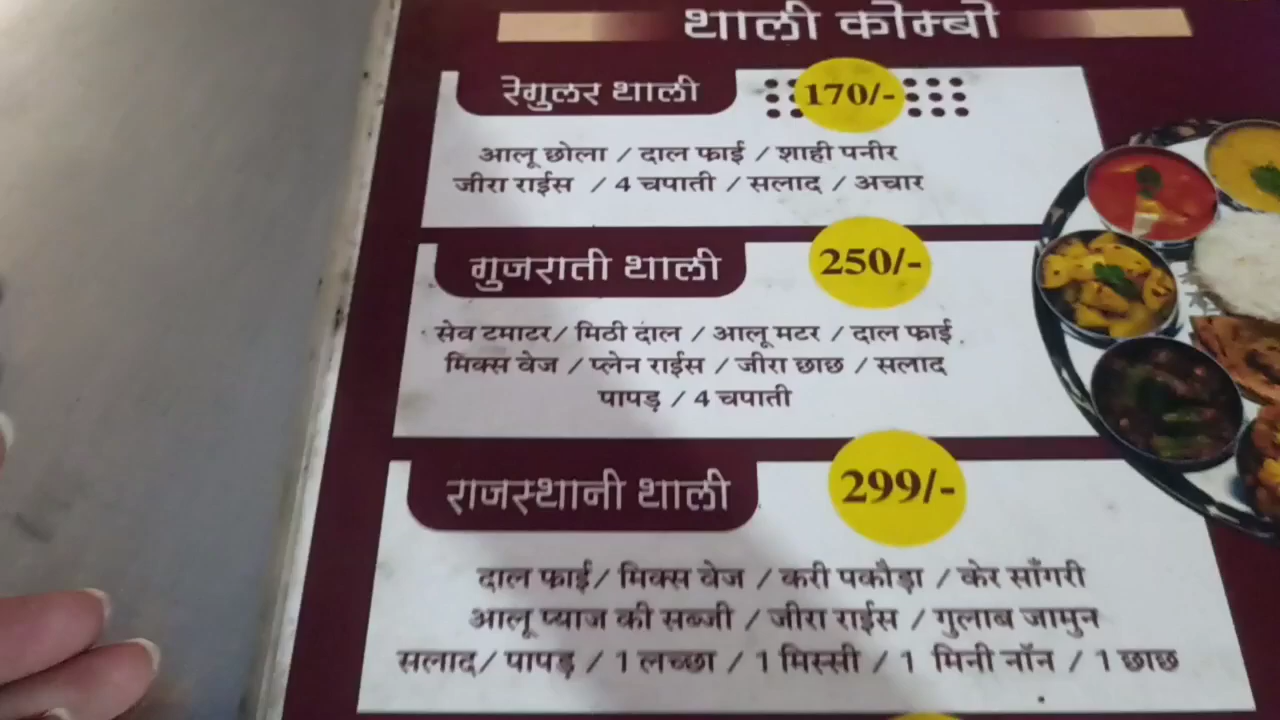 थाली कोम्बो
रेगुलर थाली
170/-
आलू छोला / दाल फ्राई / शाही पनीर
जीरा राईस / 4 चपाती / सलाद / अचार
गुजराती थाली
250/-
सेव टमाटर/ मिठी दाल / आलू मटर / दाल फ्राई
मिक्स वेज / प्लेन राईस / जीरा छाछ / सलाद
पापड़ / 4 चपाती
राजस्थानी थाली
299/-
दाल फ्राई/ मिक्स वेज / करी पकौड़ा / केर साँगरी
आलू प्याज की सब्जी / जीरा राईस / गुलाब जामुन
सलाद/ पापड़ / 1 लच्छा / 1 मिस्सी / 1 मिनी नॉन / 1 छाछ